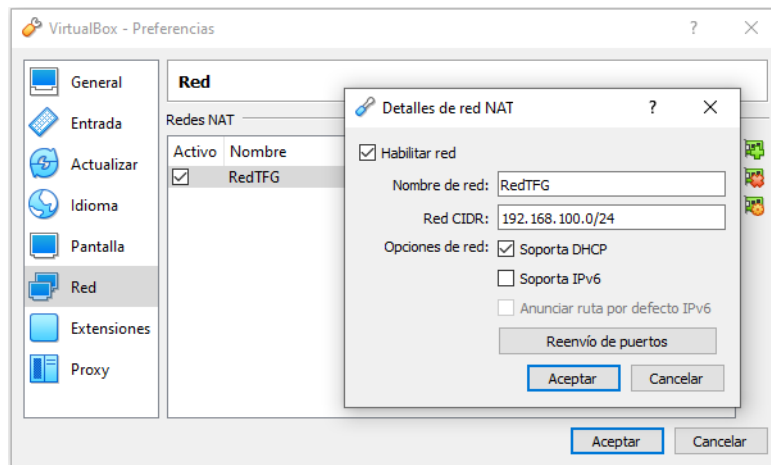 VirtualBox - Preferencias
General
Entrada
Actualizar
Idioma
Pantalla
Red
Extensiones
Proxy
Red
Redes NAT
Activo Nombre
RedTFG
Detalles de red NAT
Habilitar red
Nombre de red: RedTFG
Red CIDR: 192.168.100.0/24
Opciones de red: Soporta DHCP
Soporta IPv6
Anunciar ruta por defecto IPv6
Reenvío de puertos
Aceptar Cancelar
Aceptar Cancelar